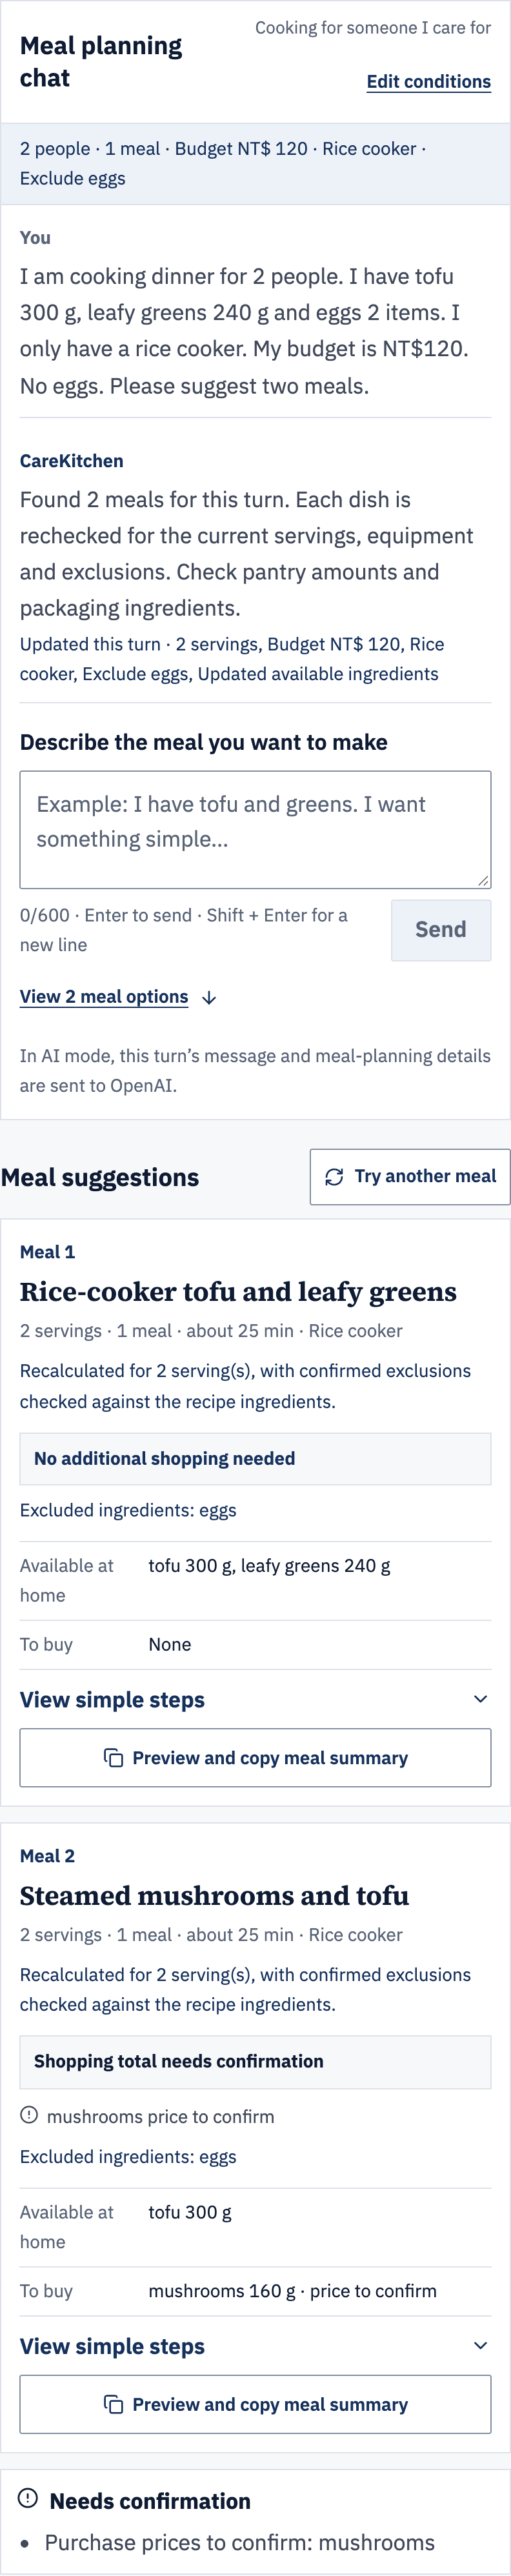 Meal planning
chat
Cooking for someone I care for
Edit conditions
2 people · 1 meal · Budget NT$ 120 · Rice cooker ·
Exclude eggs
You
I am cooking dinner for 2 people. I have tofu
300 g, leafy greens 240 g and eggs 2 items. I
only have a rice cooker. My budget is NT$120.
No eggs. Please suggest two meals.
CareKitchen
Found 2 meals for this turn. Each dish is
rechecked for the current servings, equipment
and exclusions. Check pantry amounts and
packaging ingredients.
Updated this turn · 2 servings, Budget NT$ 120, Rice
cooker, Exclude eggs, Updated available ingredients
Describe the meal you want to make
Example: I have tofu and greens. I want
something simple...
0/600 · Enter to send · Shift + Enter for a
new line
Send
View 2 meal options
In AI mode, this turn’s message and meal-planning details
are sent to OpenAI.
Meal suggestions
Try another meal
Meal 1
Rice-cooker tofu and leafy greens
2 servings · 1 meal · about 25 min · Rice cooker
Recalculated for 2 serving(s), with confirmed exclusions
checked against the recipe ingredients.
No additional shopping needed
Excluded ingredients: eggs
Available at
home
tofu 300 g, leafy greens 240 g
To buy
None
View simple steps
Preview and copy meal summary
Meal 2
Steamed mushrooms and tofu
2 servings · 1 meal · about 25 min · Rice cooker
Recalculated for 2 serving(s), with confirmed exclusions
checked against the recipe ingredients.
Shopping total needs confirmation
mushrooms price to confirm
Excluded ingredients: eggs
Available at
home
tofu 300 g
To buy
mushrooms 160 g · price to confirm
View simple steps
Preview and copy meal summary
Needs confirmation
• Purchase prices to confirm: mushrooms